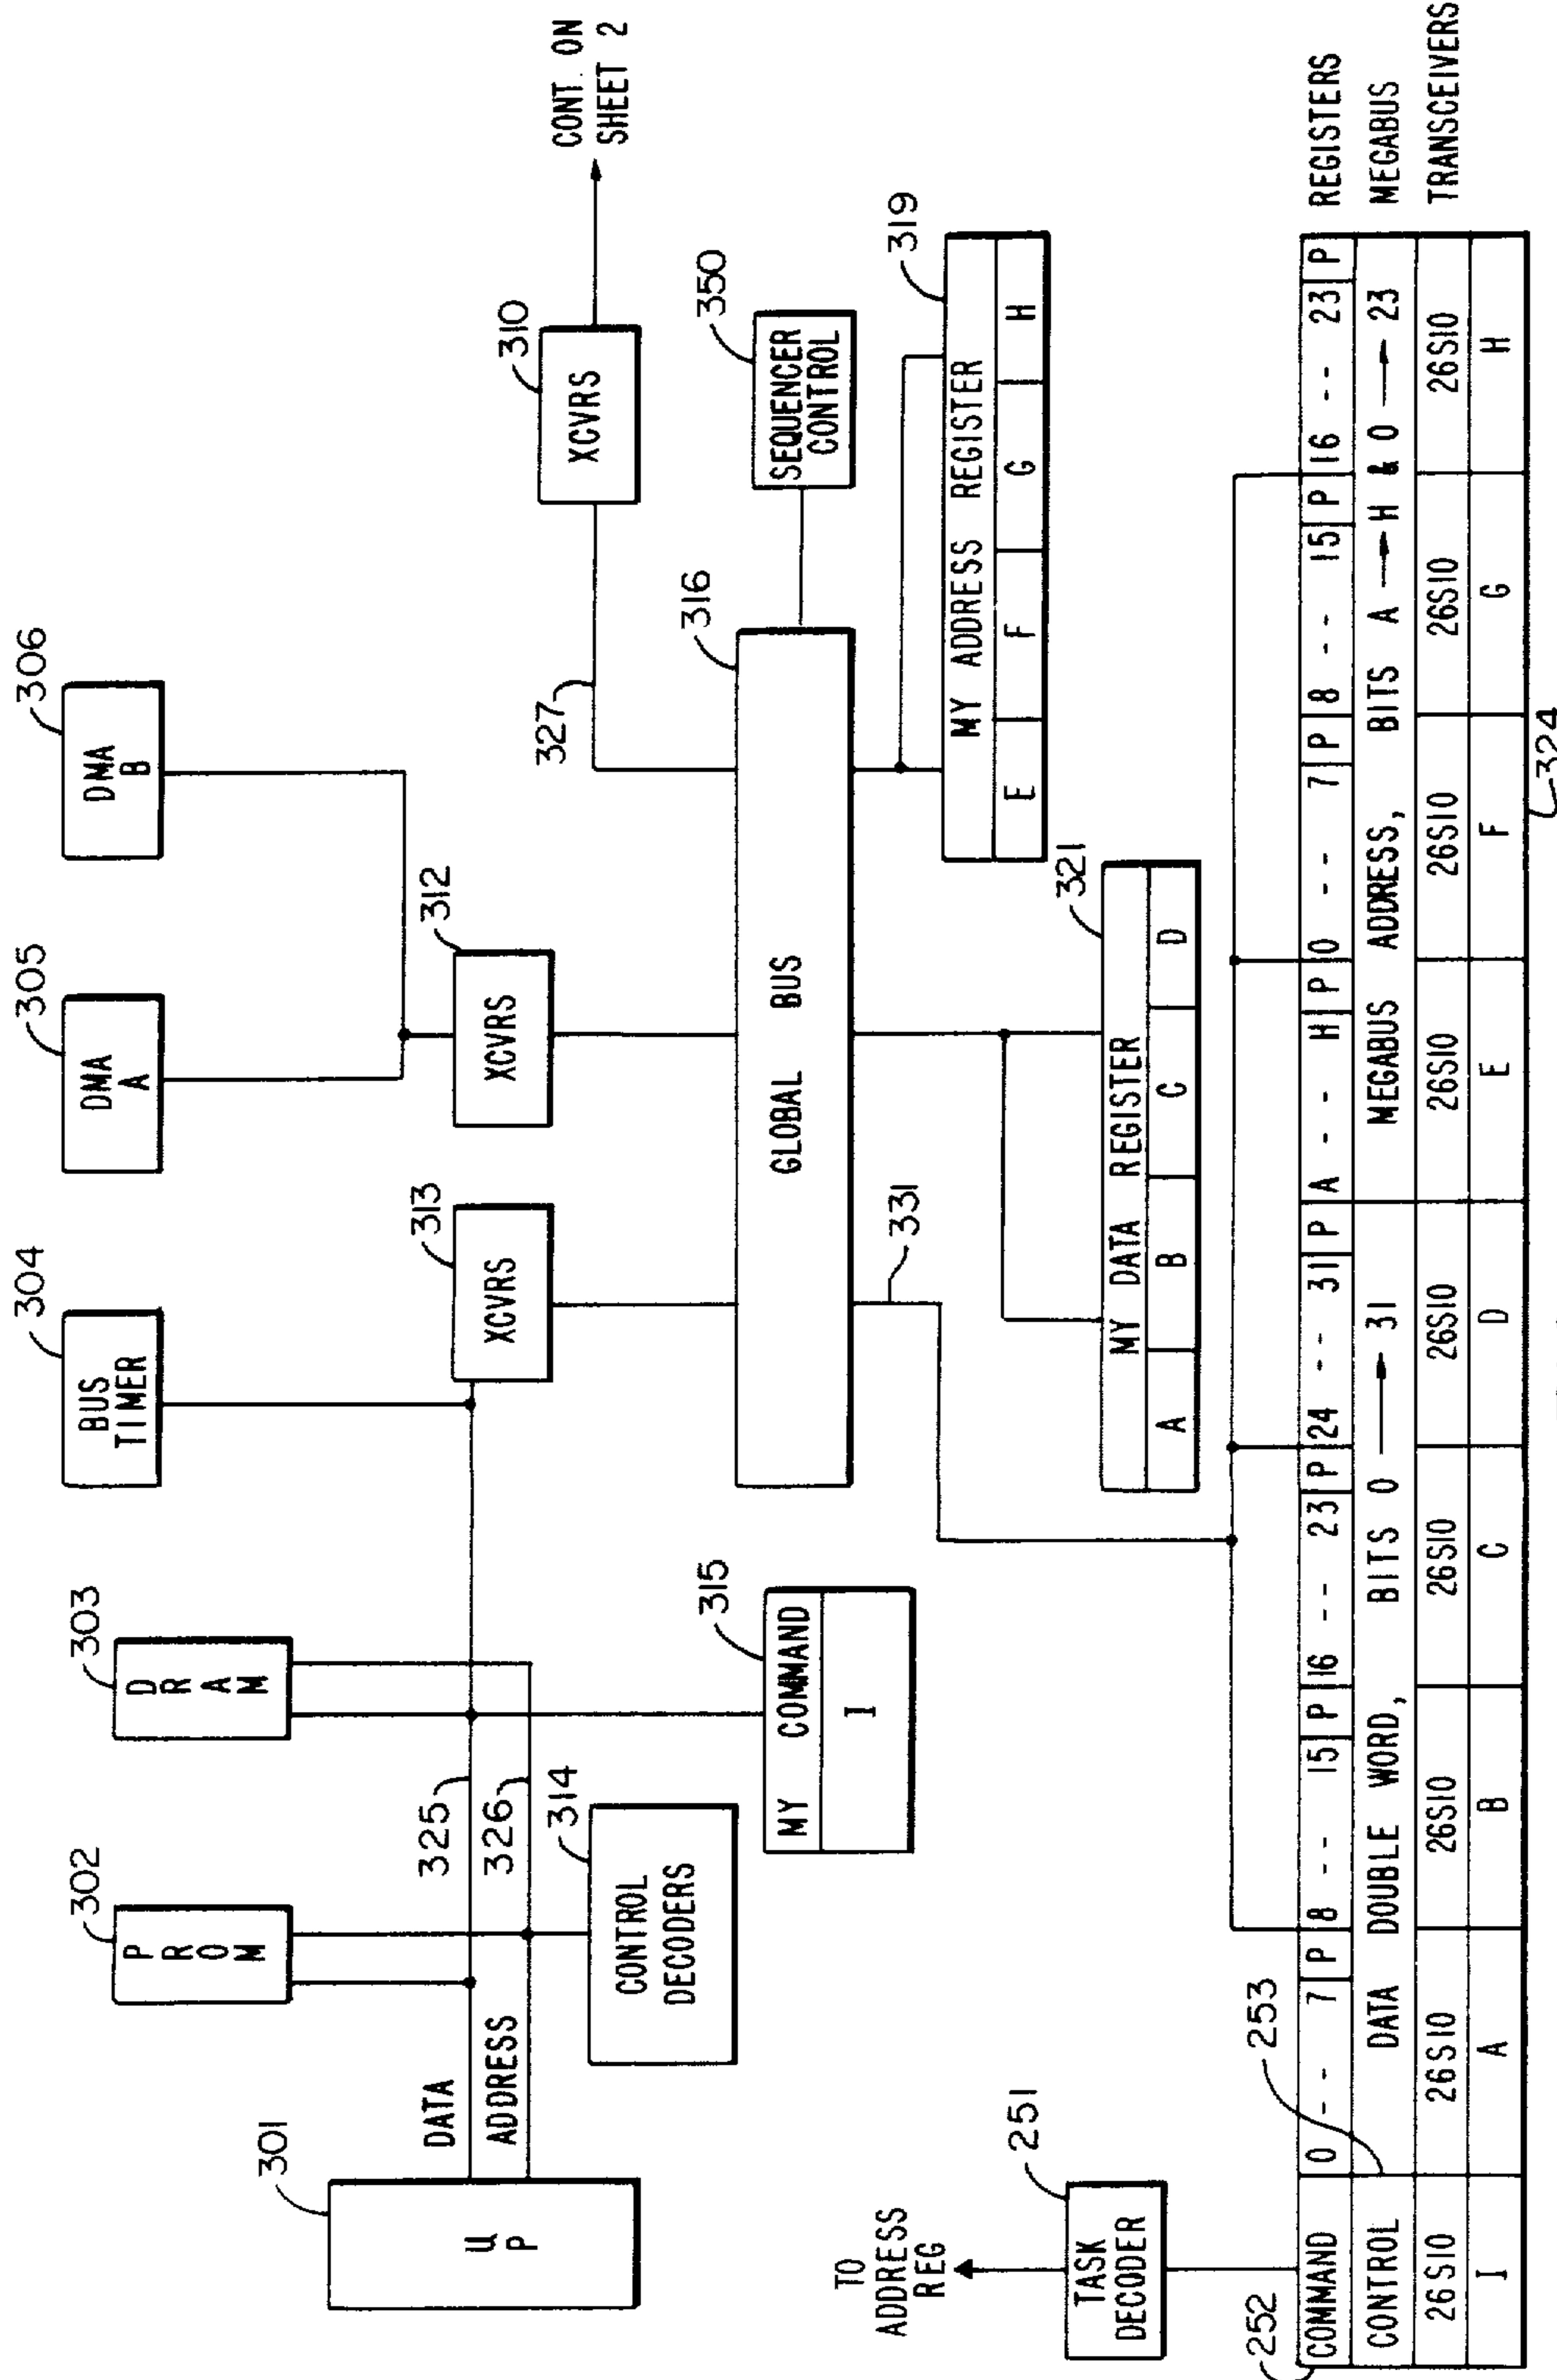 301
µP
DATA
ADDRESS
302
PROM
303
DRAM
304
BUS
TIMER
305
DMA
A
306
DMA
B
325
326
314
CONTROL
DECODERS
315
MY COMMAND
I
313
XCVRS
312
XCVRS
310
XCVRS
CONT. ON
SHEET 2
327
316
GLOBAL BUS
350
SEQUENCER
CONTROL
331
321
MY DATA REGISTER
A B C D
319
MY ADDRESS REGISTER
E F G H
TO
ADDRESS
REG
251
TASK
DECODER
252
253
COMMAND 0 - - 7 P 8 - - 15 P 16 - - 23 P 24 - - 31 P A - - H P 0 - - 7 P 8 - - 15 P 16 - - 23 P REGISTERS
CONTROL DATA DOUBLE WORD, BITS 0 → 31 MEGABUS ADDRESS, BITS A → H & 0 → 23 MEGABUS
26S10 26S10 26S10 26S10 26S10 26S10 26S10 26S10 26S10 TRANSCEIVERS
I A B C D E F G H
324